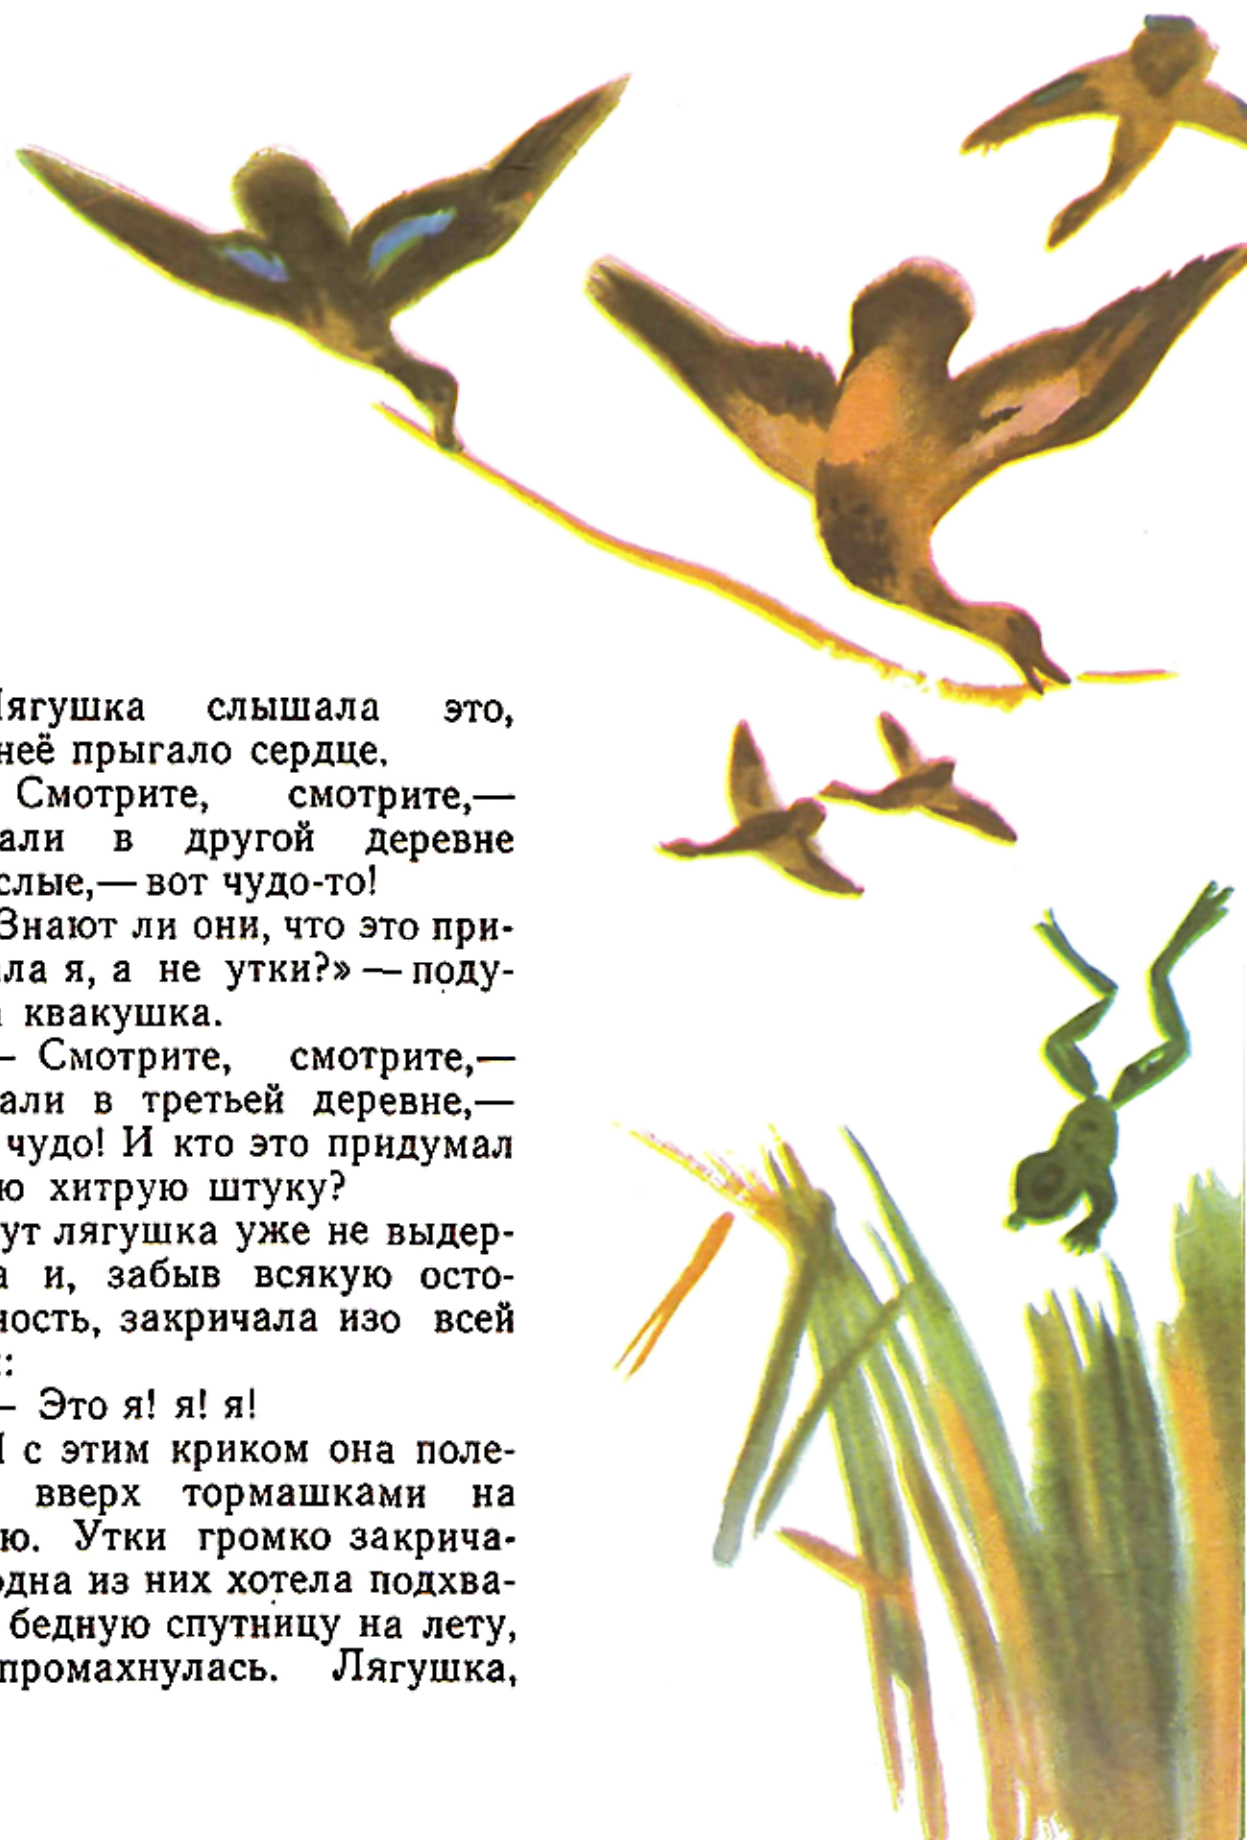 Лягушка слышала это,
неё прыгало сердце.
Смотрите, смотрите,—
али в другой деревне
слые,— вот чудо-то!
Знают ли они, что это при-
ла я, а не утки?» — поду-
квакушка.
— Смотрите, смотрите,—
али в третьей деревне,—
чудо! И кто это придумал
ю хитрую штуку?
ут лягушка уже не выдер-
а и, забыв всякую осто-
ность, закричала изо всей
:
— Это я! я! я!
И с этим криком она поле-
вверх тормашками на
ю. Утки громко закрича-
одна из них хотела подхва-
бедную спутницу на лету,
промахнулась. Лягушка,